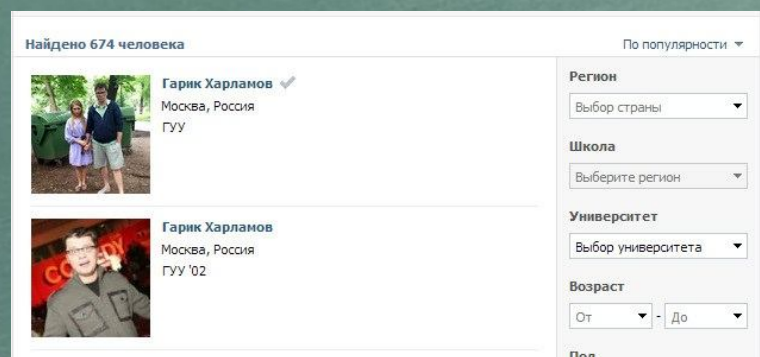 Найдено 674 человека
По популярности
Гарик Харламов
Москва, Россия
ГУУ
Гарик Харламов
Москва, Россия
ГУУ '02
Регион
Выбор страны
Школа
Выберите регион
Университет
Выбор университета
Возраст
От - До
Пол